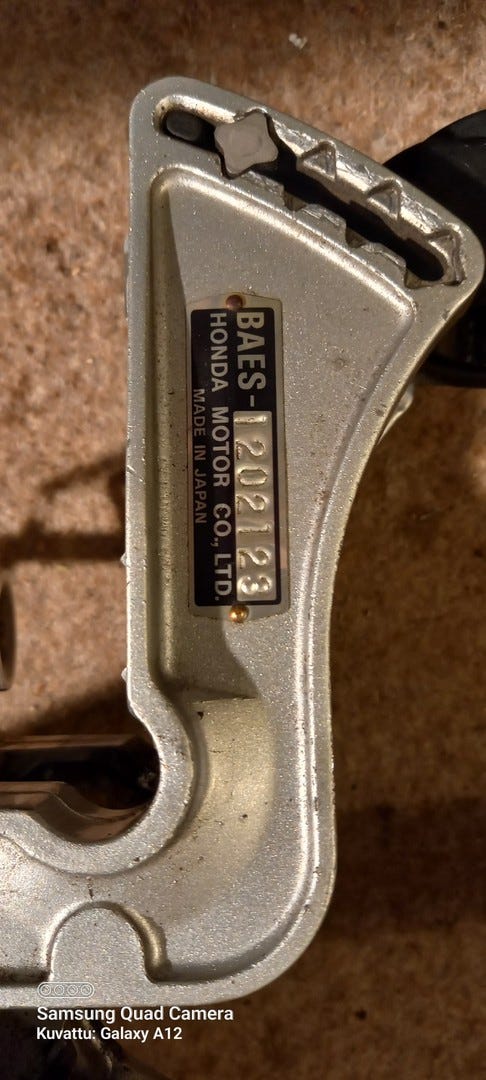 BAES-1202123
HONDA MOTOR CO., LTD.
MADE IN JAPAN
Samsung Quad Camera
Kuvattu: Galaxy A12